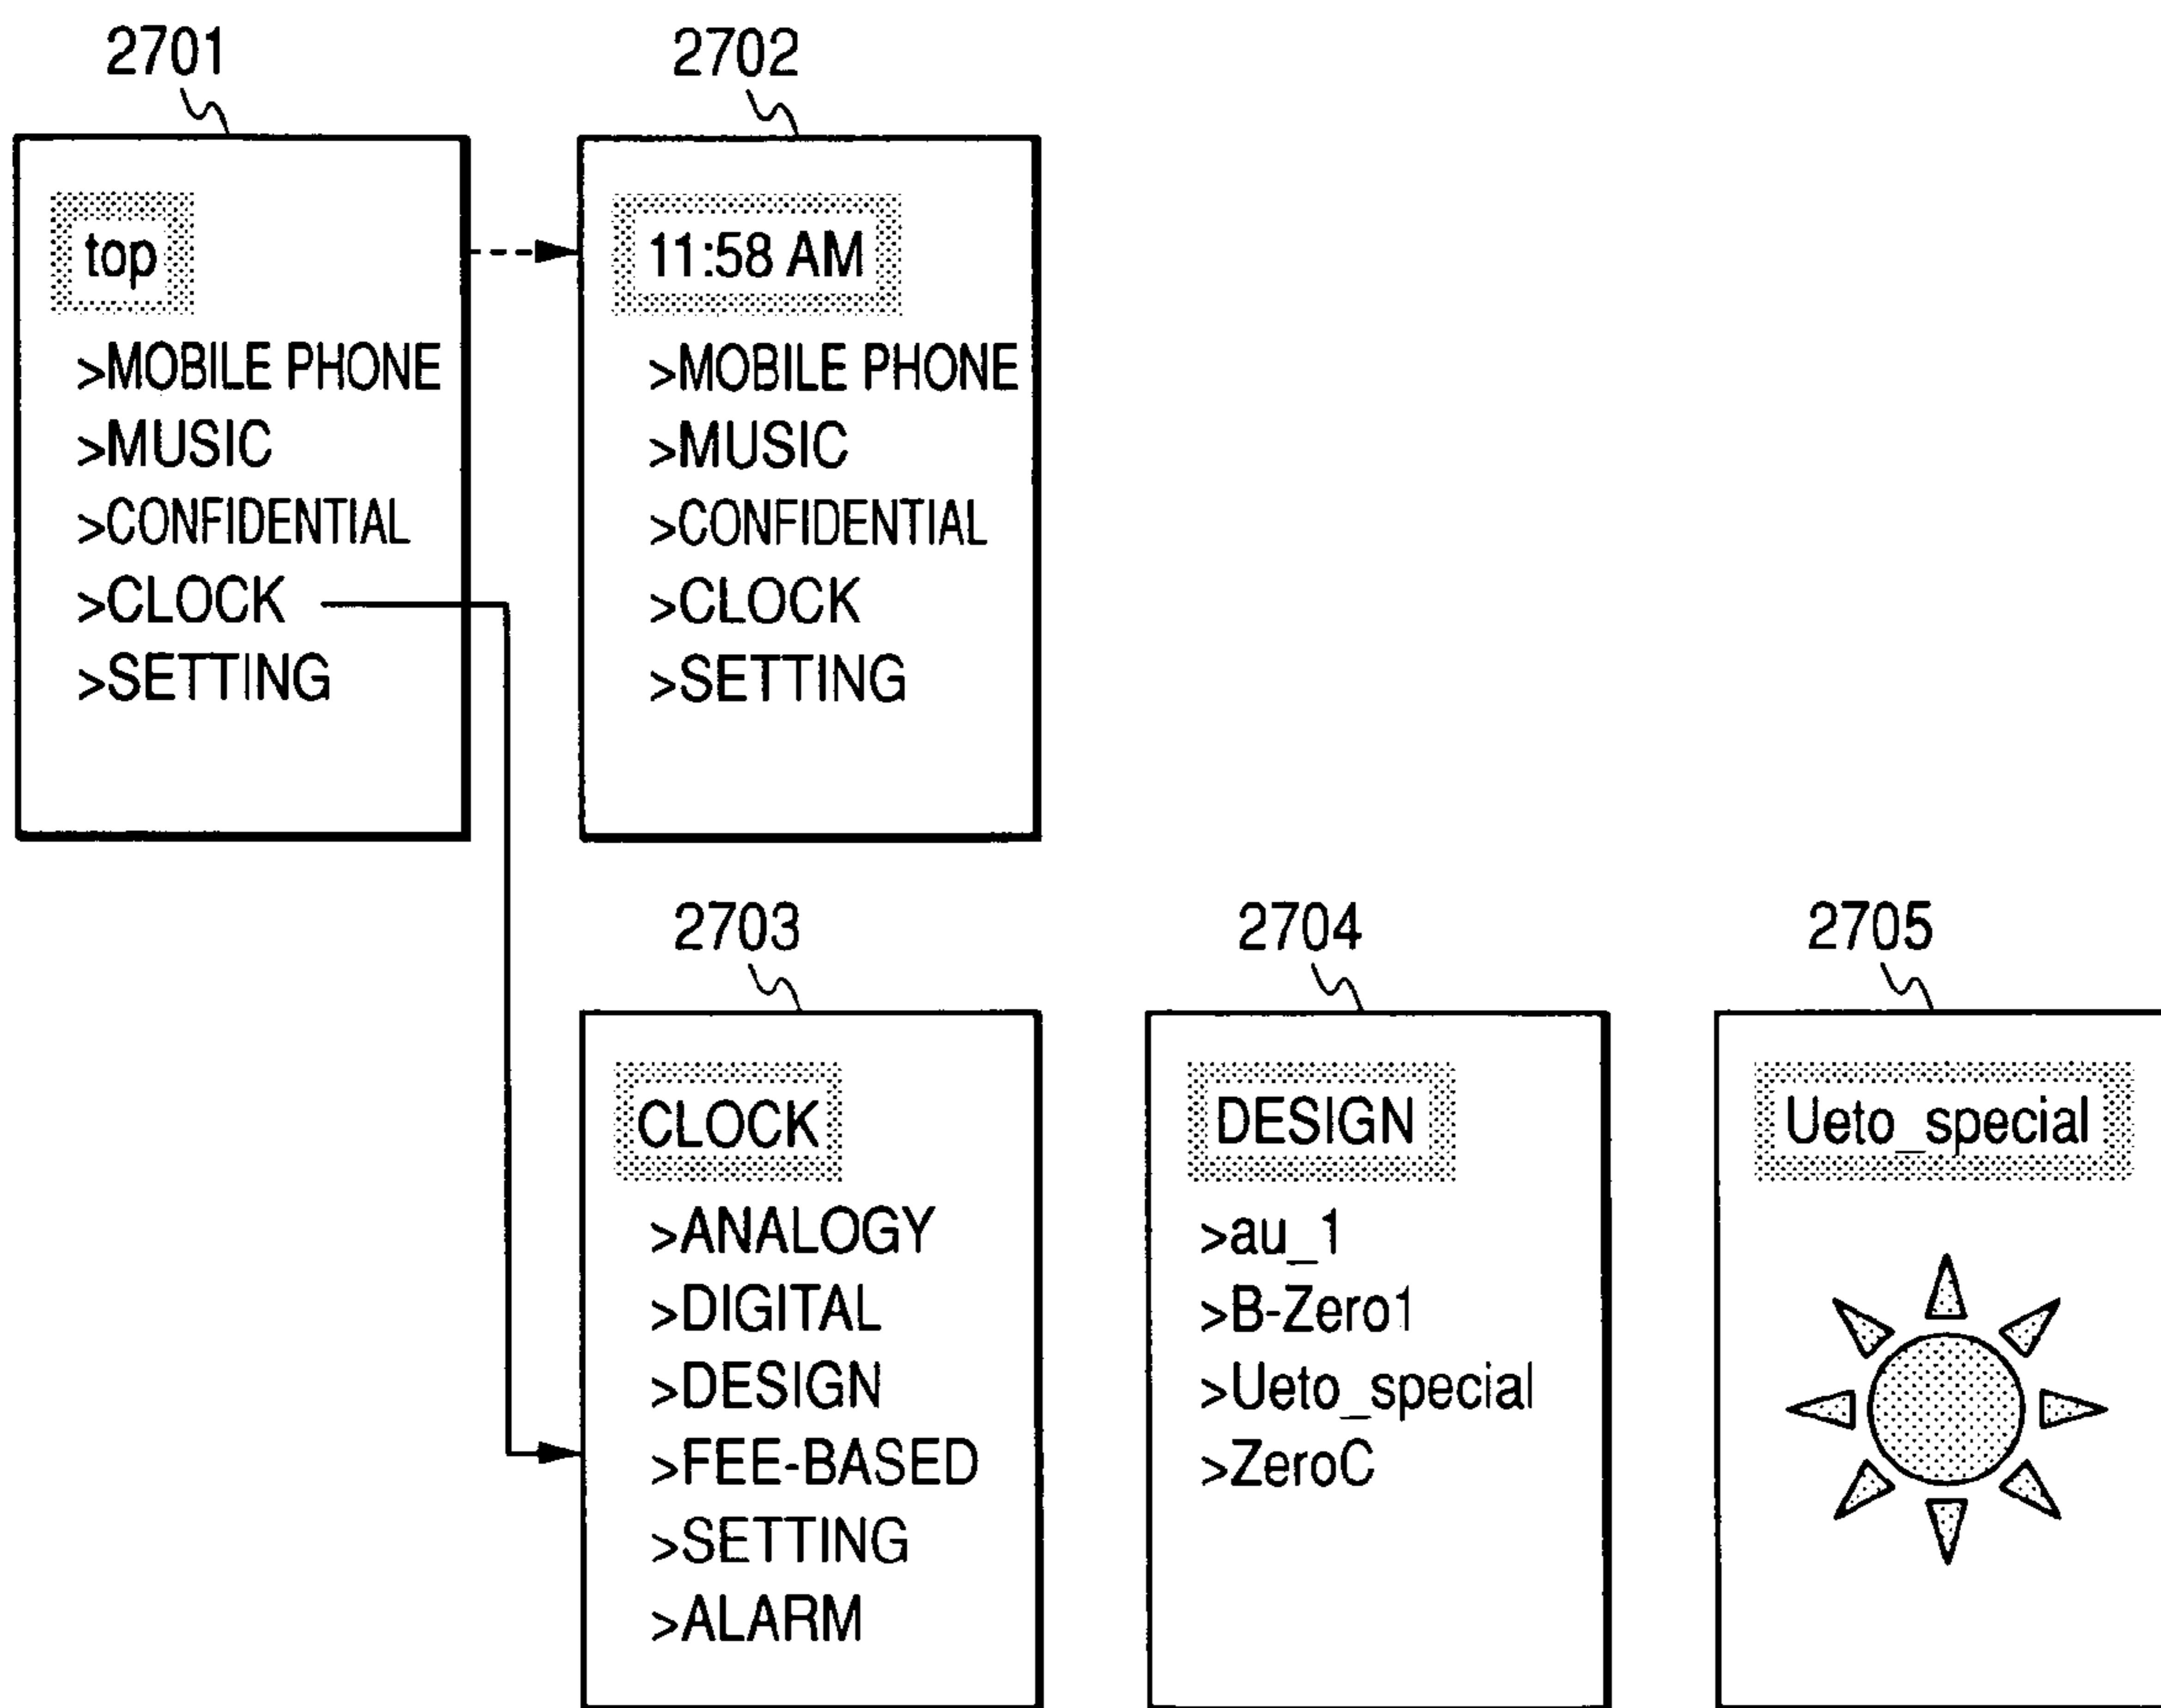 2701
top
>MOBILE PHONE
>MUSIC
>CONFIDENTIAL
>CLOCK
>SETTING
2702
11:58 AM
>MOBILE PHONE
>MUSIC
>CONFIDENTIAL
>CLOCK
>SETTING
2703
CLOCK
>ANALOGY
>DIGITAL
>DESIGN
>FEE-BASED
>SETTING
>ALARM
2704
DESIGN
>au_1
>B-Zero1
>Ueto_special
>ZeroC
2705
Ueto_special